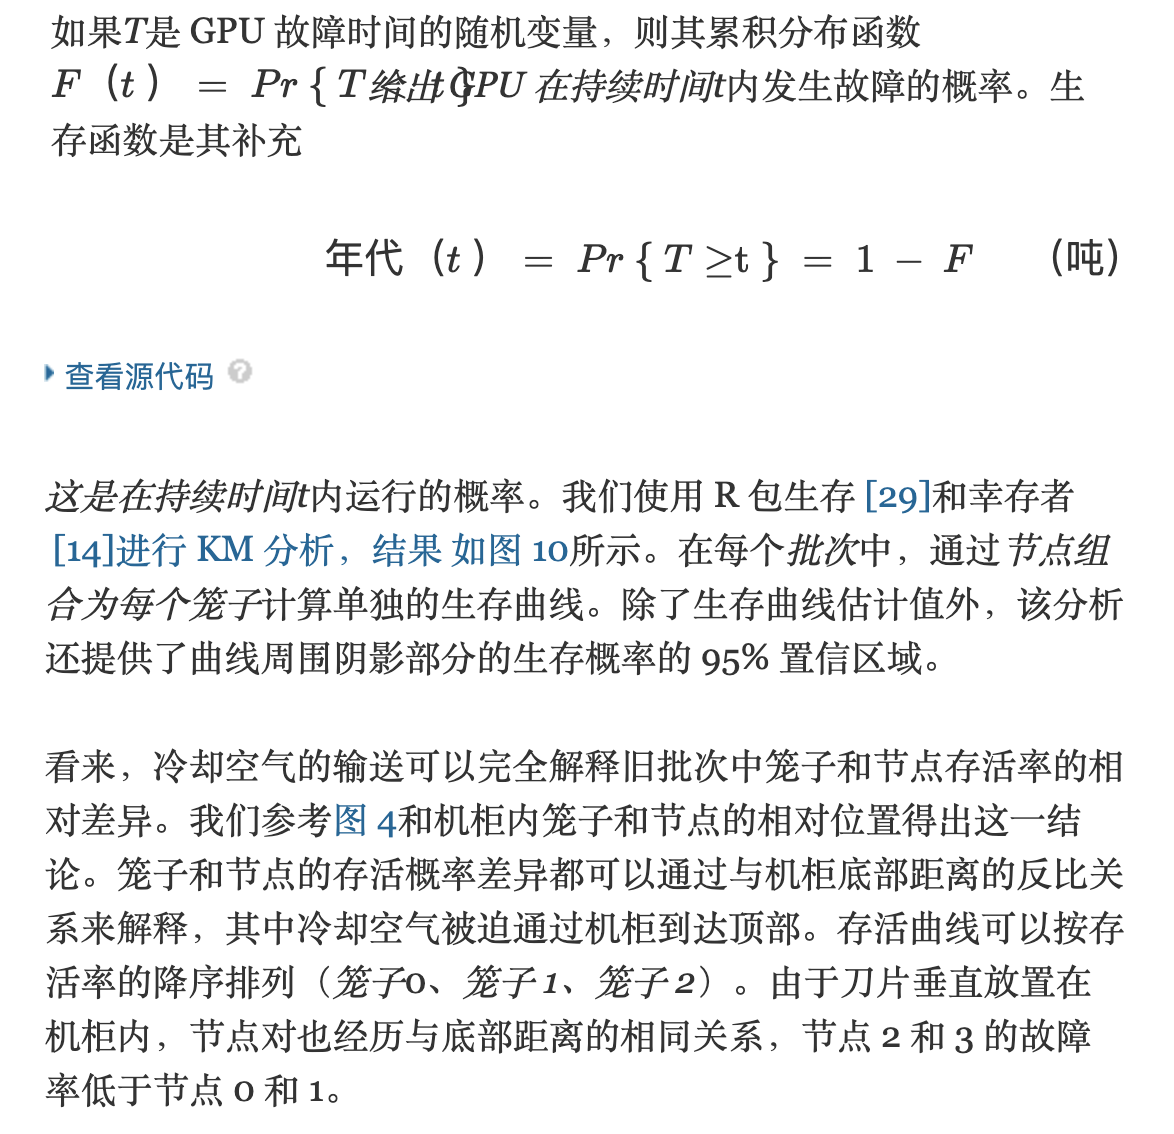 如果T是 GPU 故障时间的随机变量，则其累积分布函数
F（t） = Pr { T 给出 t } GPU 在持续时间t内发生故障的概率。生
存函数是其补充
年代（t） = Pr { T ≥t } = 1 − F （吨）
查看源代码
这是在持续时间t内运行的概率。我们使用 R 包生存 [29]和幸存者
[14]进行 KM 分析，结果 如图 10所示。在每个批次中，通过节点组
合为每个笼子计算单独的生存曲线。除了生存曲线估计值外，该分析
还提供了曲线周围阴影部分的生存概率的 95% 置信区域。
看来，冷却空气的输送可以完全解释旧批次中笼子和节点存活率的相
对差异。我们参考图 4和机柜内笼子和节点的相对位置得出这一结
论。笼子和节点的存活概率差异都可以通过与机柜底部距离的反比关
系来解释，其中冷却空气被迫通过机柜到达顶部。存活曲线可以按存
活率的降序排列（笼子0、笼子 1、笼子 2）。由于刀片垂直放置在
机柜内，节点对也经历与底部距离的相同关系，节点 2 和 3 的故障
率低于节点 0 和 1。